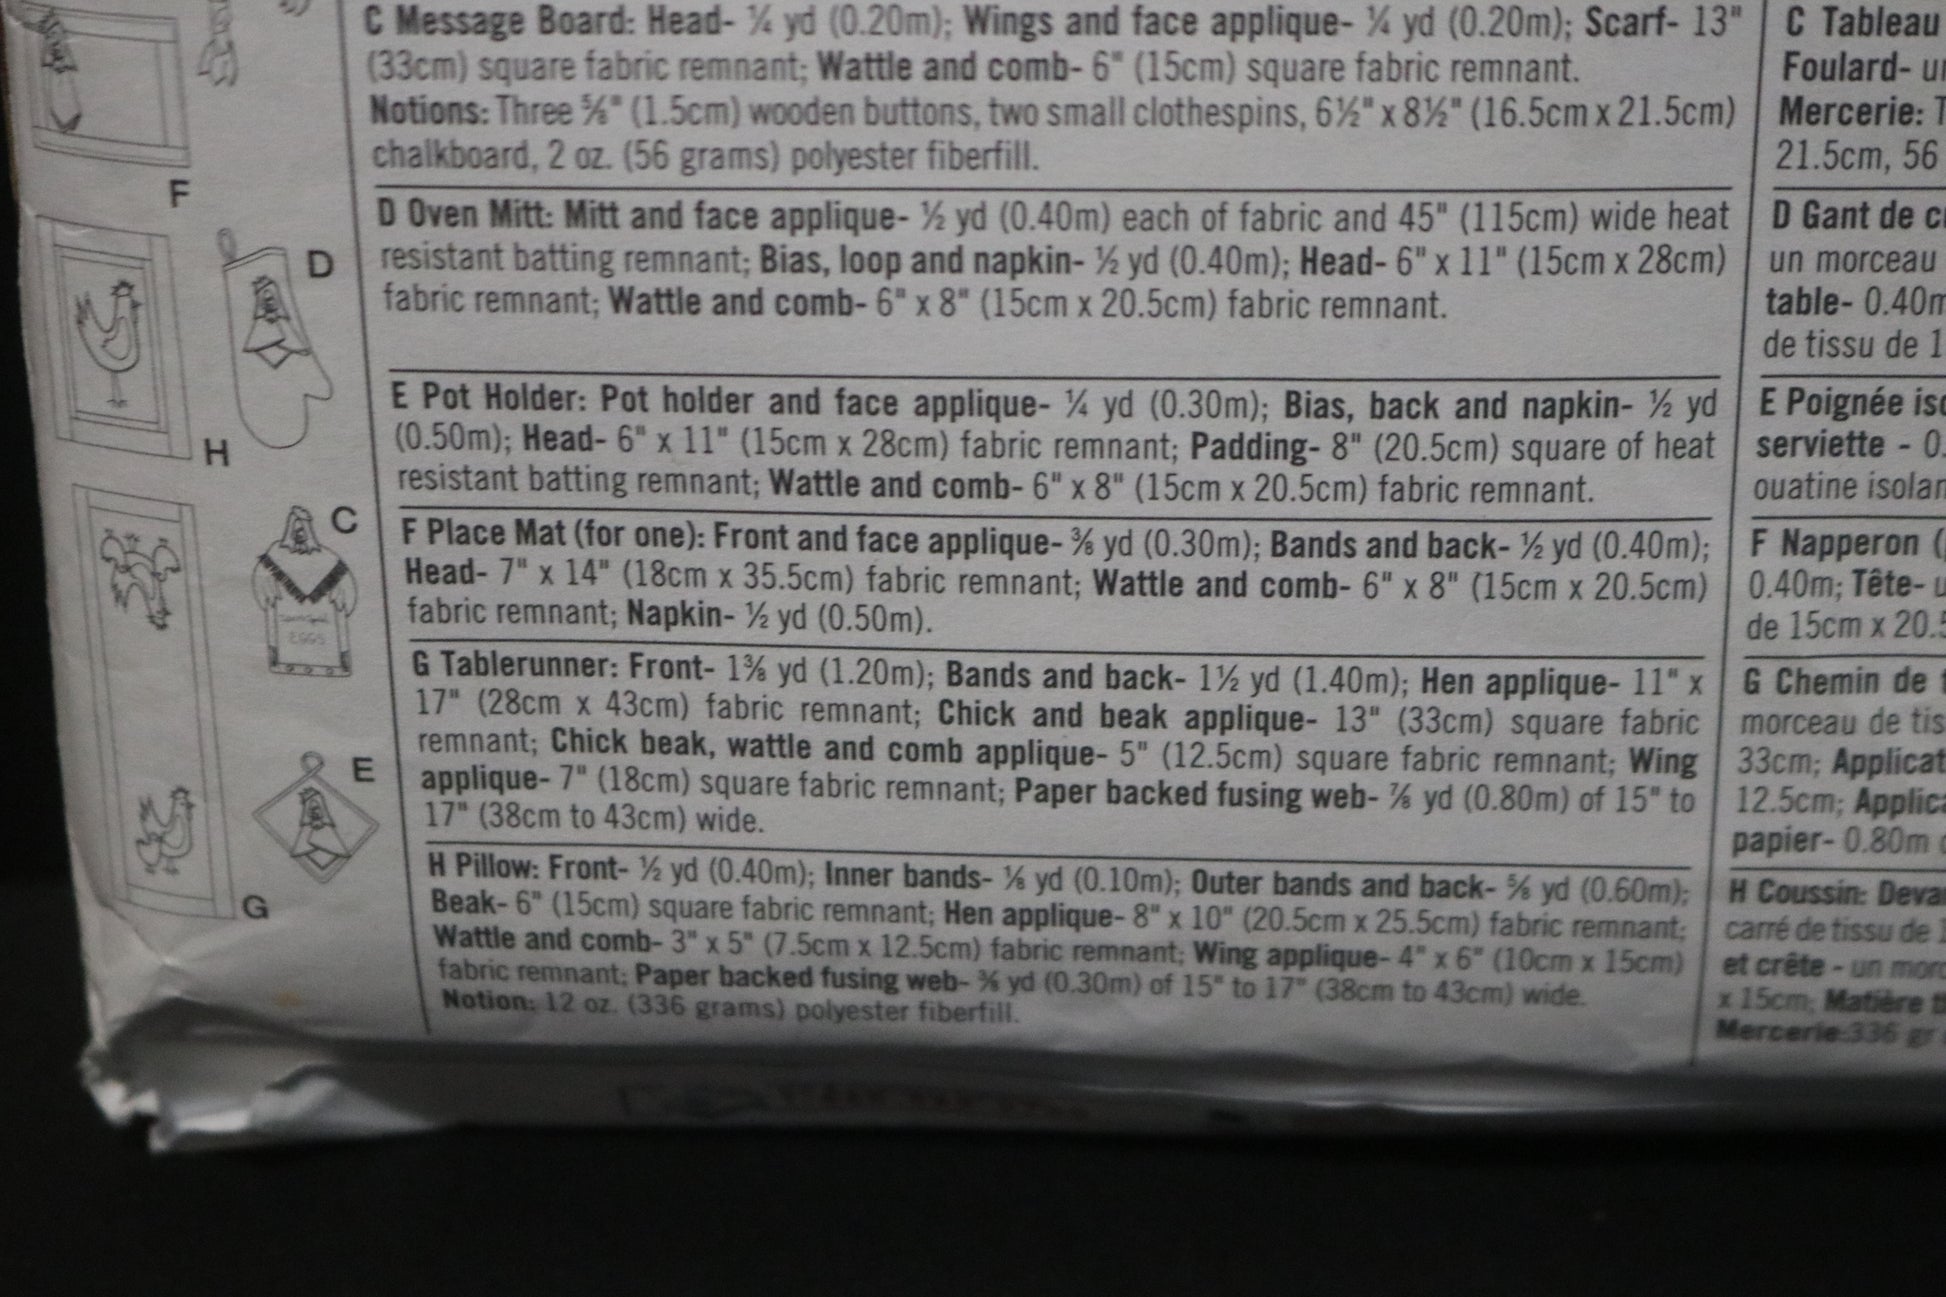 C Message Board: Head- ¼ yd (0.20m); Wings and face applique- ¼ yd (0.20m); Scarf- 13"
(33cm) square fabric remnant; Wattle and comb- 6" (15cm) square fabric remnant.
Notions: Three ⅝" (1.5cm) wooden buttons, two small clothespins, 6½" x 8½" (16.5cm x 21.5cm)
chalkboard, 2 oz. (56 grams) polyester fiberfill.
D Oven Mitt: Mitt and face applique- ½ yd (0.40m) each of fabric and 45" (115cm) wide heat
resistant batting remnant; Bias, loop and napkin- ½ yd (0.40m); Head- 6" x 11" (15cm x 28cm)
fabric remnant; Wattle and comb- 6" x 8" (15cm x 20.5cm) fabric remnant.
E Pot Holder: Pot holder and face applique- ¼ yd (0.30m); Bias, back and napkin- ½ yd
(0.50m); Head- 6" x 11" (15cm x 28cm) fabric remnant; Padding- 8" (20.5cm) square of heat
resistant batting remnant; Wattle and comb- 6" x 8" (15cm x 20.5cm) fabric remnant.
F Place Mat (for one): Front and face applique- ⅜ yd (0.30m); Bands and back- ½ yd (0.40m);
Head- 7" x 14" (18cm x 35.5cm) fabric remnant; Wattle and comb- 6" x 8" (15cm x 20.5cm)
fabric remnant; Napkin- ½ yd (0.50m).
G Tablerunner: Front- 1⅜ yd (1.20m); Bands and back- 1½ yd (1.40m); Hen applique- 11" x
17" (28cm x 43cm) fabric remnant; Chick and beak applique- 13" (33cm) square fabric
remnant; Chick beak, wattle and comb applique- 5" (12.5cm) square fabric remnant; Wing
applique- 7" (18cm) square fabric remnant; Paper backed fusing web- ⅞ yd (0.80m) of 15" to
17" (38cm to 43cm) wide.
H Pillow: Front- ½ yd (0.40m); Inner bands- ⅛ yd (0.10m); Outer bands and back- ⅝ yd (0.60m);
Beak- 6" (15cm) square fabric remnant; Hen applique- 8" x 10" (20.5cm x 25.5cm) fabric remnant;
Wattle and comb- 3" x 5" (7.5cm x 12.5cm) fabric remnant; Wing applique- 4" x 6" (10cm x 15cm)
fabric remnant; Paper backed fusing web- ⅜ yd (0.30m) of 15" to 17" (38cm to 43cm) wide.
Notion: 12 oz. (336 grams) polyester fiberfill.
C Tableau
Foulard-
Mercerie:
21.5cm, 56
D Gant de
un morceau
table- 0.40m
de tissu de 1
E Poignée
serviette - 0.
ouatine
F Napperon (
0.40m; Tête-
de 15cm x 20.5
G Chemin de
morceau de
33cm;
12.5cm;
papier- 0.80m
H Coussin:
carré de tissu de 1
et crête - un
x 15cm; Matière
Mercerie:336 gr
F
D
H
C
EGGS
E
G